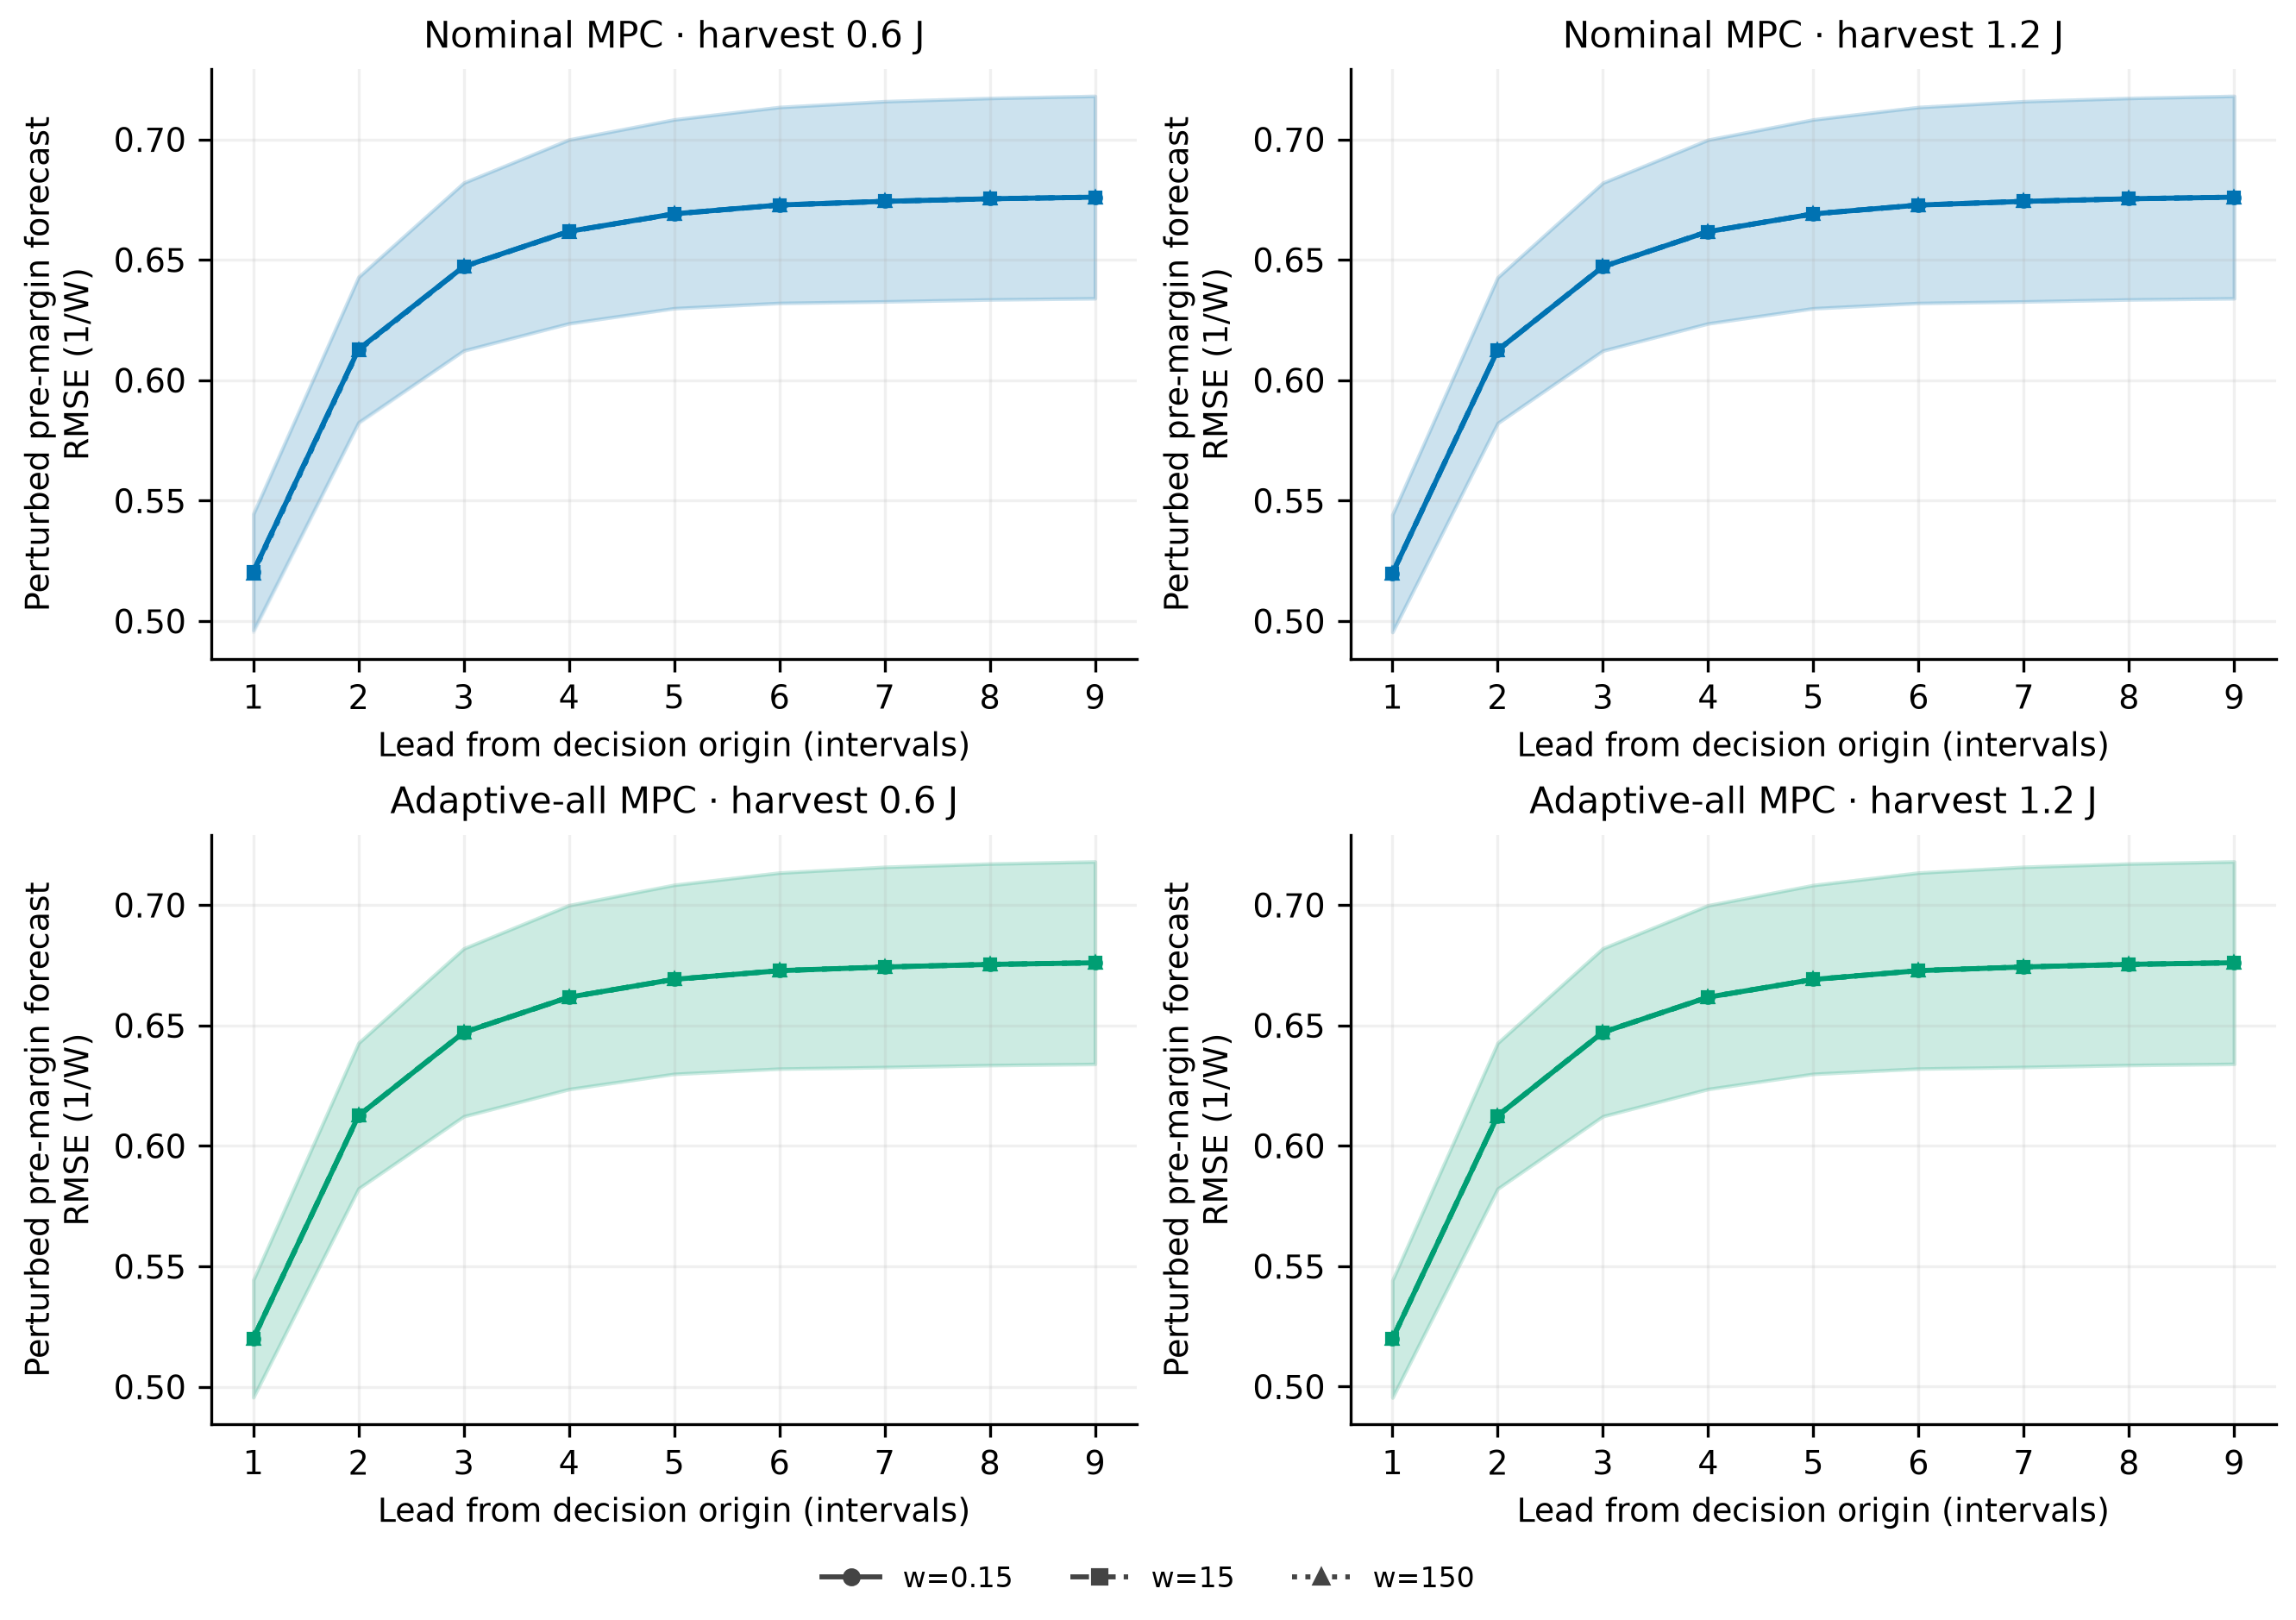 Nominal MPC · harvest 0.6 J
Perturbed pre-margin forecast
RMSE (1/W)
0.70
0.65
0.60
0.55
0.50
1 2 3 4 5 6 7 8 9
Lead from decision origin (intervals)
Nominal MPC · harvest 1.2 J
Perturbed pre-margin forecast
RMSE (1/W)
0.70
0.65
0.60
0.55
0.50
1 2 3 4 5 6 7 8 9
Lead from decision origin (intervals)
Adaptive-all MPC · harvest 0.6 J
Perturbed pre-margin forecast
RMSE (1/W)
0.70
0.65
0.60
0.55
0.50
1 2 3 4 5 6 7 8 9
Lead from decision origin (intervals)
Adaptive-all MPC · harvest 1.2 J
Perturbed pre-margin forecast
RMSE (1/W)
0.70
0.65
0.60
0.55
0.50
1 2 3 4 5 6 7 8 9
Lead from decision origin (intervals)
w=0.15 w=15 w=150